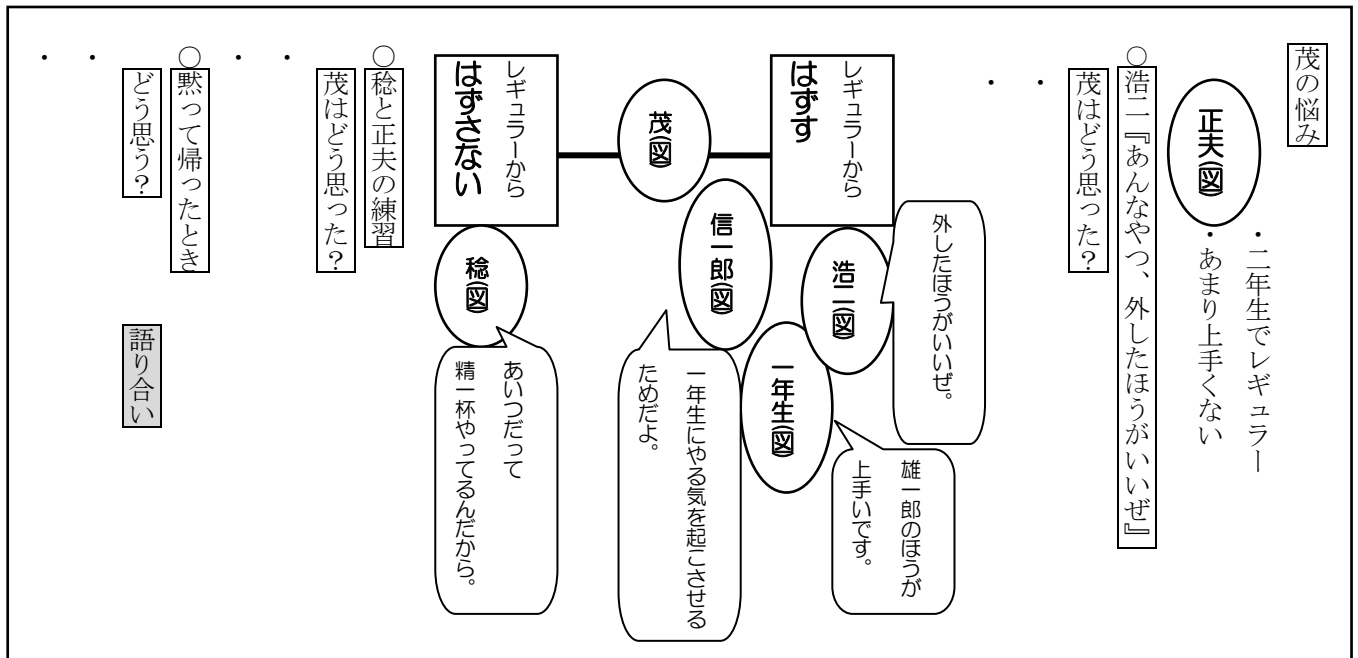 茂の悩み
正夫(図)
・二年生でレギュラー
・あまり上手くない
○浩二『あんなやつ、外したほうがいいぜ』
茂はどう思った？
・
・
レギュラーから
はずす
外したほうがいいぜ。
浩二(図)
雄一郎のほうが
上手いです。
一年生(図)
茂(図)
信一郎(図)
一年生にやる気を起こさせる
ためだよ。
レギュラーから
はずさない
稔(図)
あいつだって
精一杯やってるんだから。
○稔と正夫の練習
茂はどう思った？
・
・
○黙って帰ったとき
どう思う？
語り合い
・
・